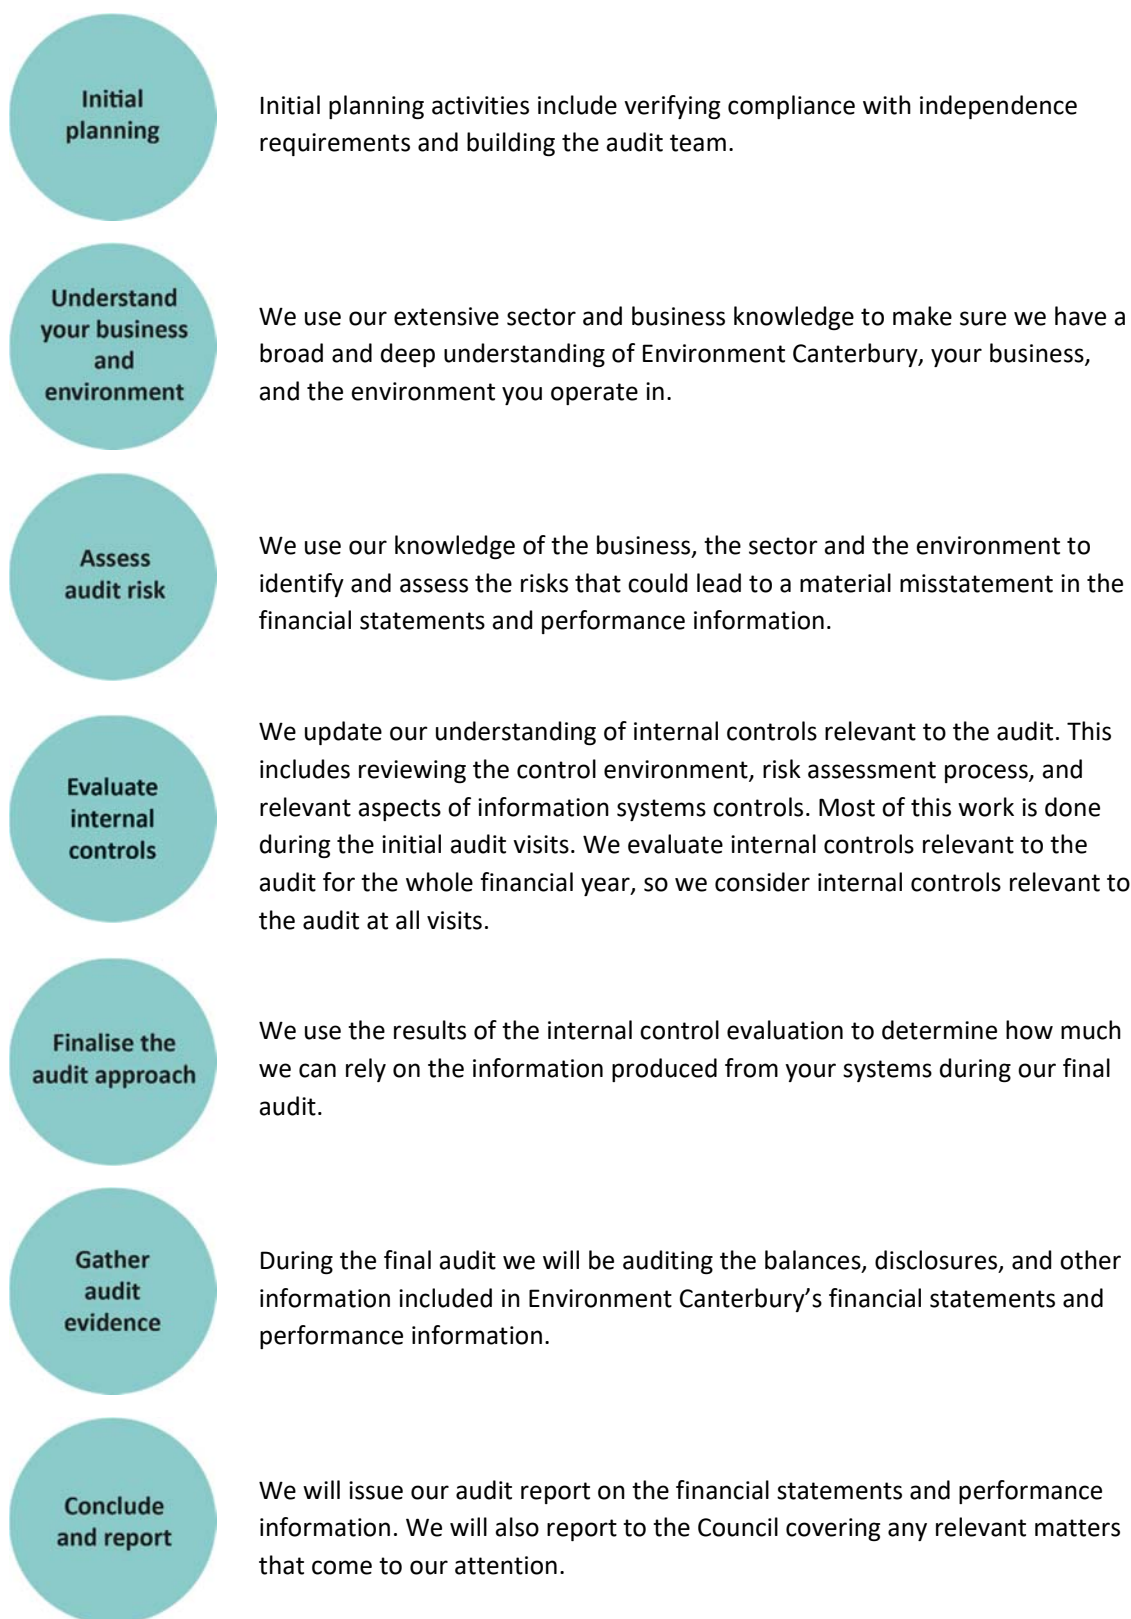 Initial
planning
Initial planning activities include verifying compliance with independence
requirements and building the audit team.
Understand
your business
and
environment
We use our extensive sector and business knowledge to make sure we have a
broad and deep understanding of Environment Canterbury, your business,
and the environment you operate in.
Assess
audit risk
We use our knowledge of the business, the sector and the environment to
identify and assess the risks that could lead to a material misstatement in the
financial statements and performance information.
Evaluate
internal
controls
We update our understanding of internal controls relevant to the audit. This
includes reviewing the control environment, risk assessment process, and
relevant aspects of information systems controls. Most of this work is done
during the initial audit visits. We evaluate internal controls relevant to the
audit for the whole financial year, so we consider internal controls relevant to
the audit at all visits.
Finalise the
audit approach
We use the results of the internal control evaluation to determine how much
we can rely on the information produced from your systems during our final
audit.
Gather
audit
evidence
During the final audit we will be auditing the balances, disclosures, and other
information included in Environment Canterbury’s financial statements and
performance information.
Conclude
and report
We will issue our audit report on the financial statements and performance
information. We will also report to the Council covering any relevant matters
that come to our attention.